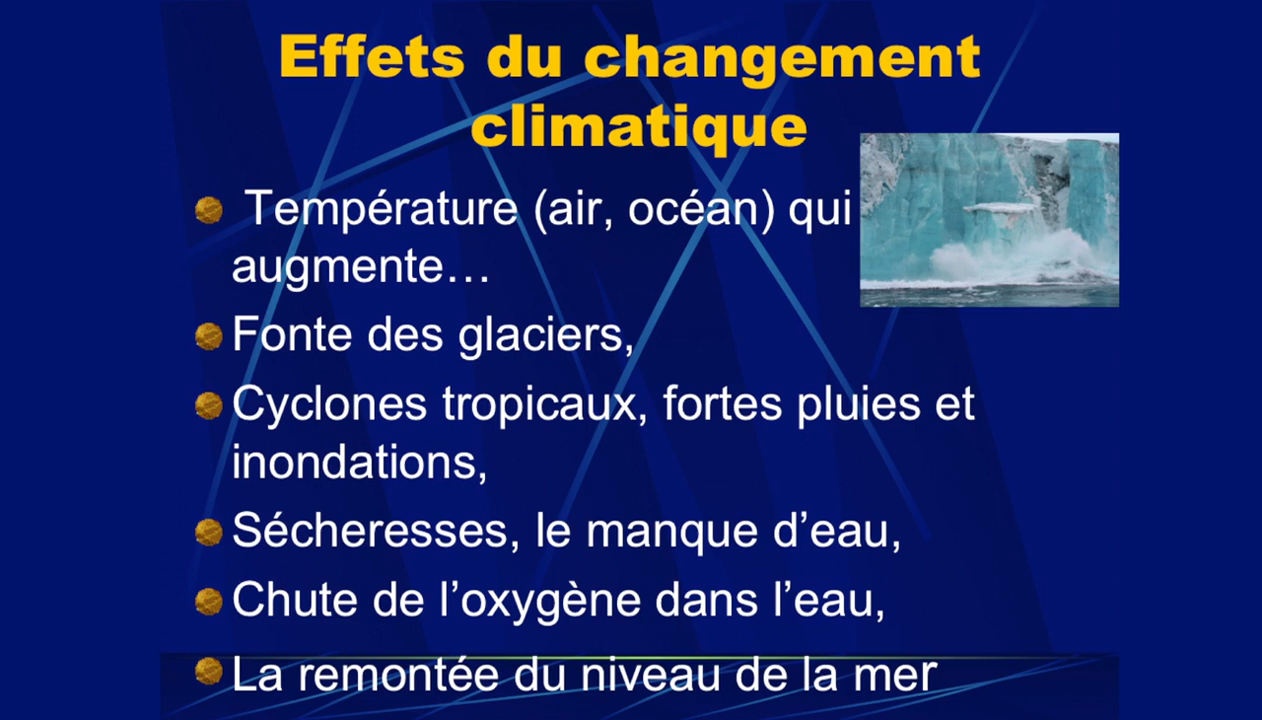 Effets du changement
climatique
Température (air, océan) qui
augmente…
Fonte des glaciers,
Cyclones tropicaux, fortes pluies et
inondations,
Sécheresses, le manque d’eau,
Chute de l’oxygène dans l’eau,
La remontée du niveau de la mer